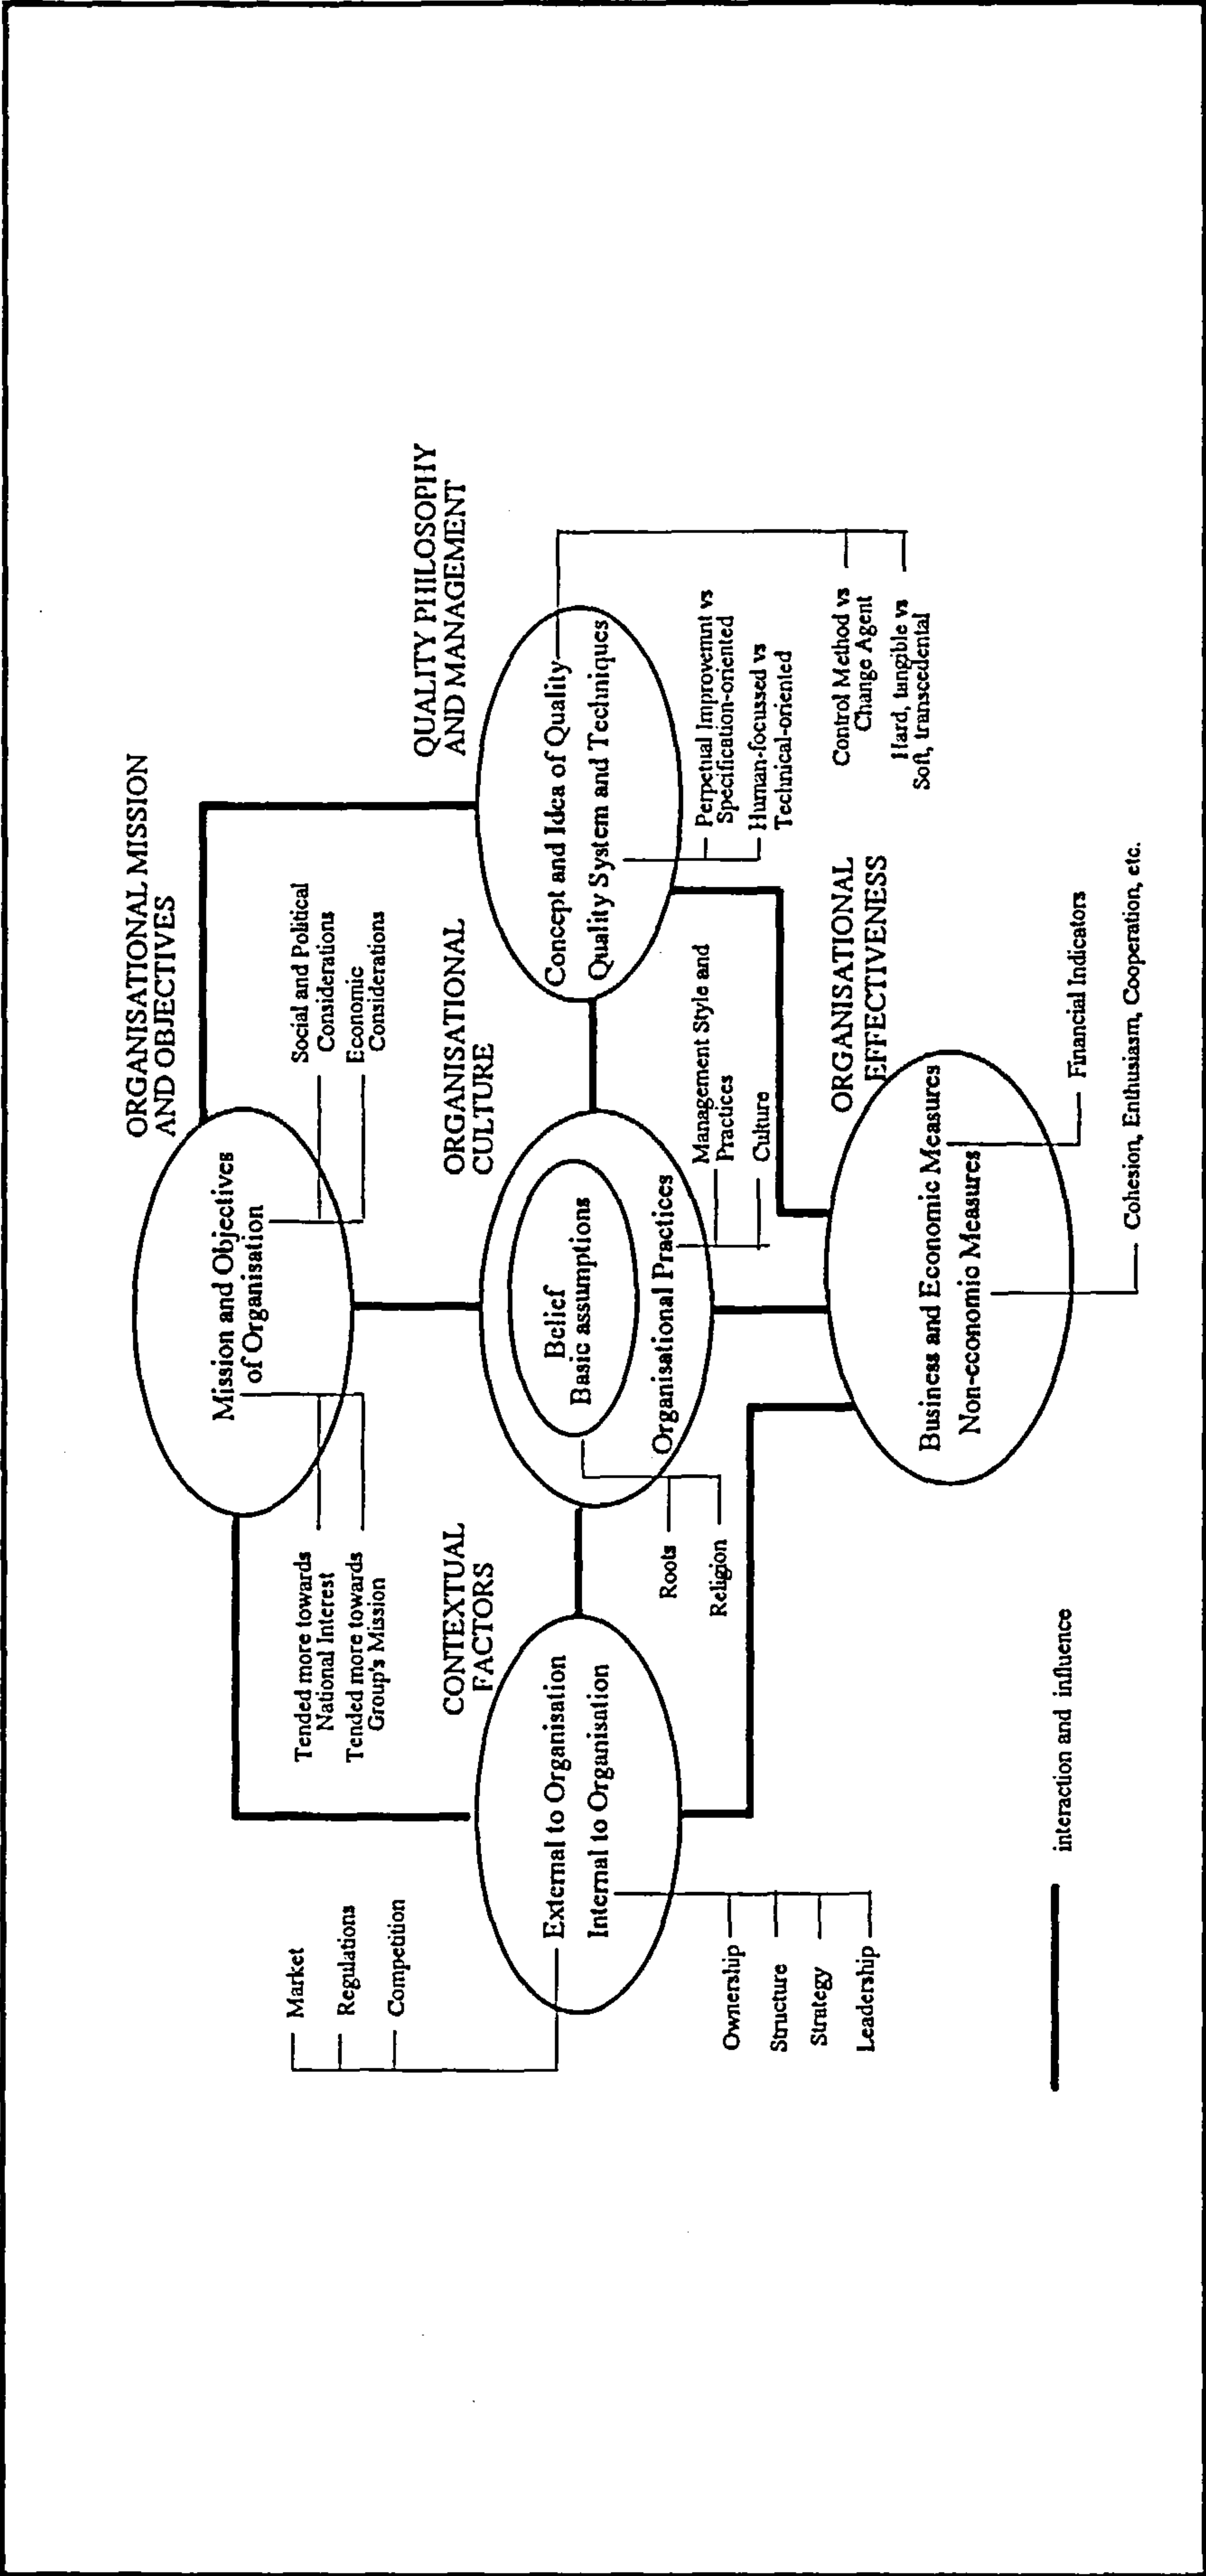 ORGANISATIONAL MISSION
AND OBJECTIVES
Mission and Objectives
of Organisation
Tended more towards
National Interest
Tended more towards
Group's Mission
Social and Political
Considerations
Economic
Considerations
CONTEXTUAL
FACTORS
Market
Regulations
Competition
External to Organisation
Internal to Organisation
Ownership
Structure
Strategy
Leadership
ORGANISATIONAL
CULTURE
Belief
Basic assumptions
Organisational Practices
Roots
Religion
Management Style and
Practices
Culture
QUALITY PHILOSOPHY
AND MANAGEMENT
Concept and Idea of Quality
Quality System and Techniques
Perpetual Improvemnt vs
Specification-oriented
Human-focussed vs
Technical-oriented
Control Method vs
Change Agent
Hard, tangible vs
Soft, transcedental
ORGANISATIONAL
EFFECTIVENESS
Business and Economic Measures
Non-economic Measures
Financial Indicators
Cohesion, Enthusiasm, Cooperation, etc.
interaction and influence